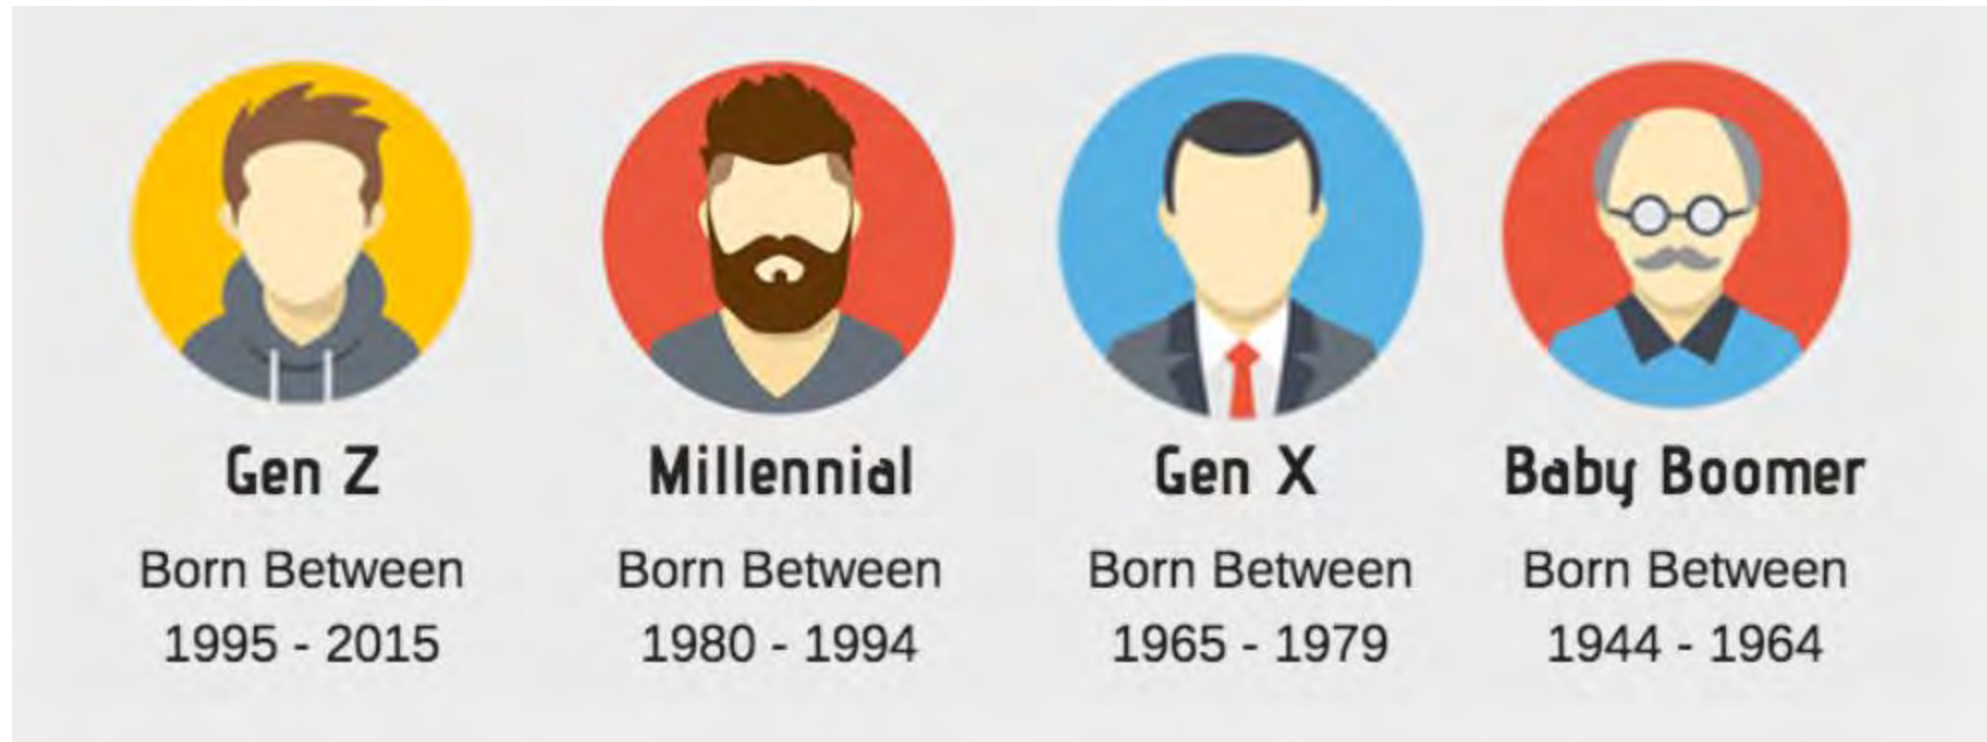 Gen Z
Born Between
1995 - 2015
Millennial
Born Between
1980 - 1994
Gen X
Born Between
1965 - 1979
Baby Boomer
Born Between
1944 - 1964